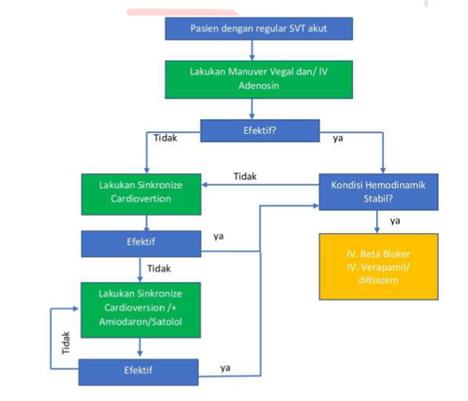 Pasien dengan regular SVT akut
Lakukan Manuver Vegal dan/ IV
Adenosin
Efektif?
Tidak
ya
Tidak
Lakukan Sinkronize
Cardiovertion
Kondisi Hemodinamik
Stabil?
ya
Efektif
ya
IV. Beta Bloker
IV. Verapamil/
diltiazem
Tidak
Lakukan Sinkronize
Cardioversion /+
Amiodaron/Satolol
Tidak
Efektif
ya